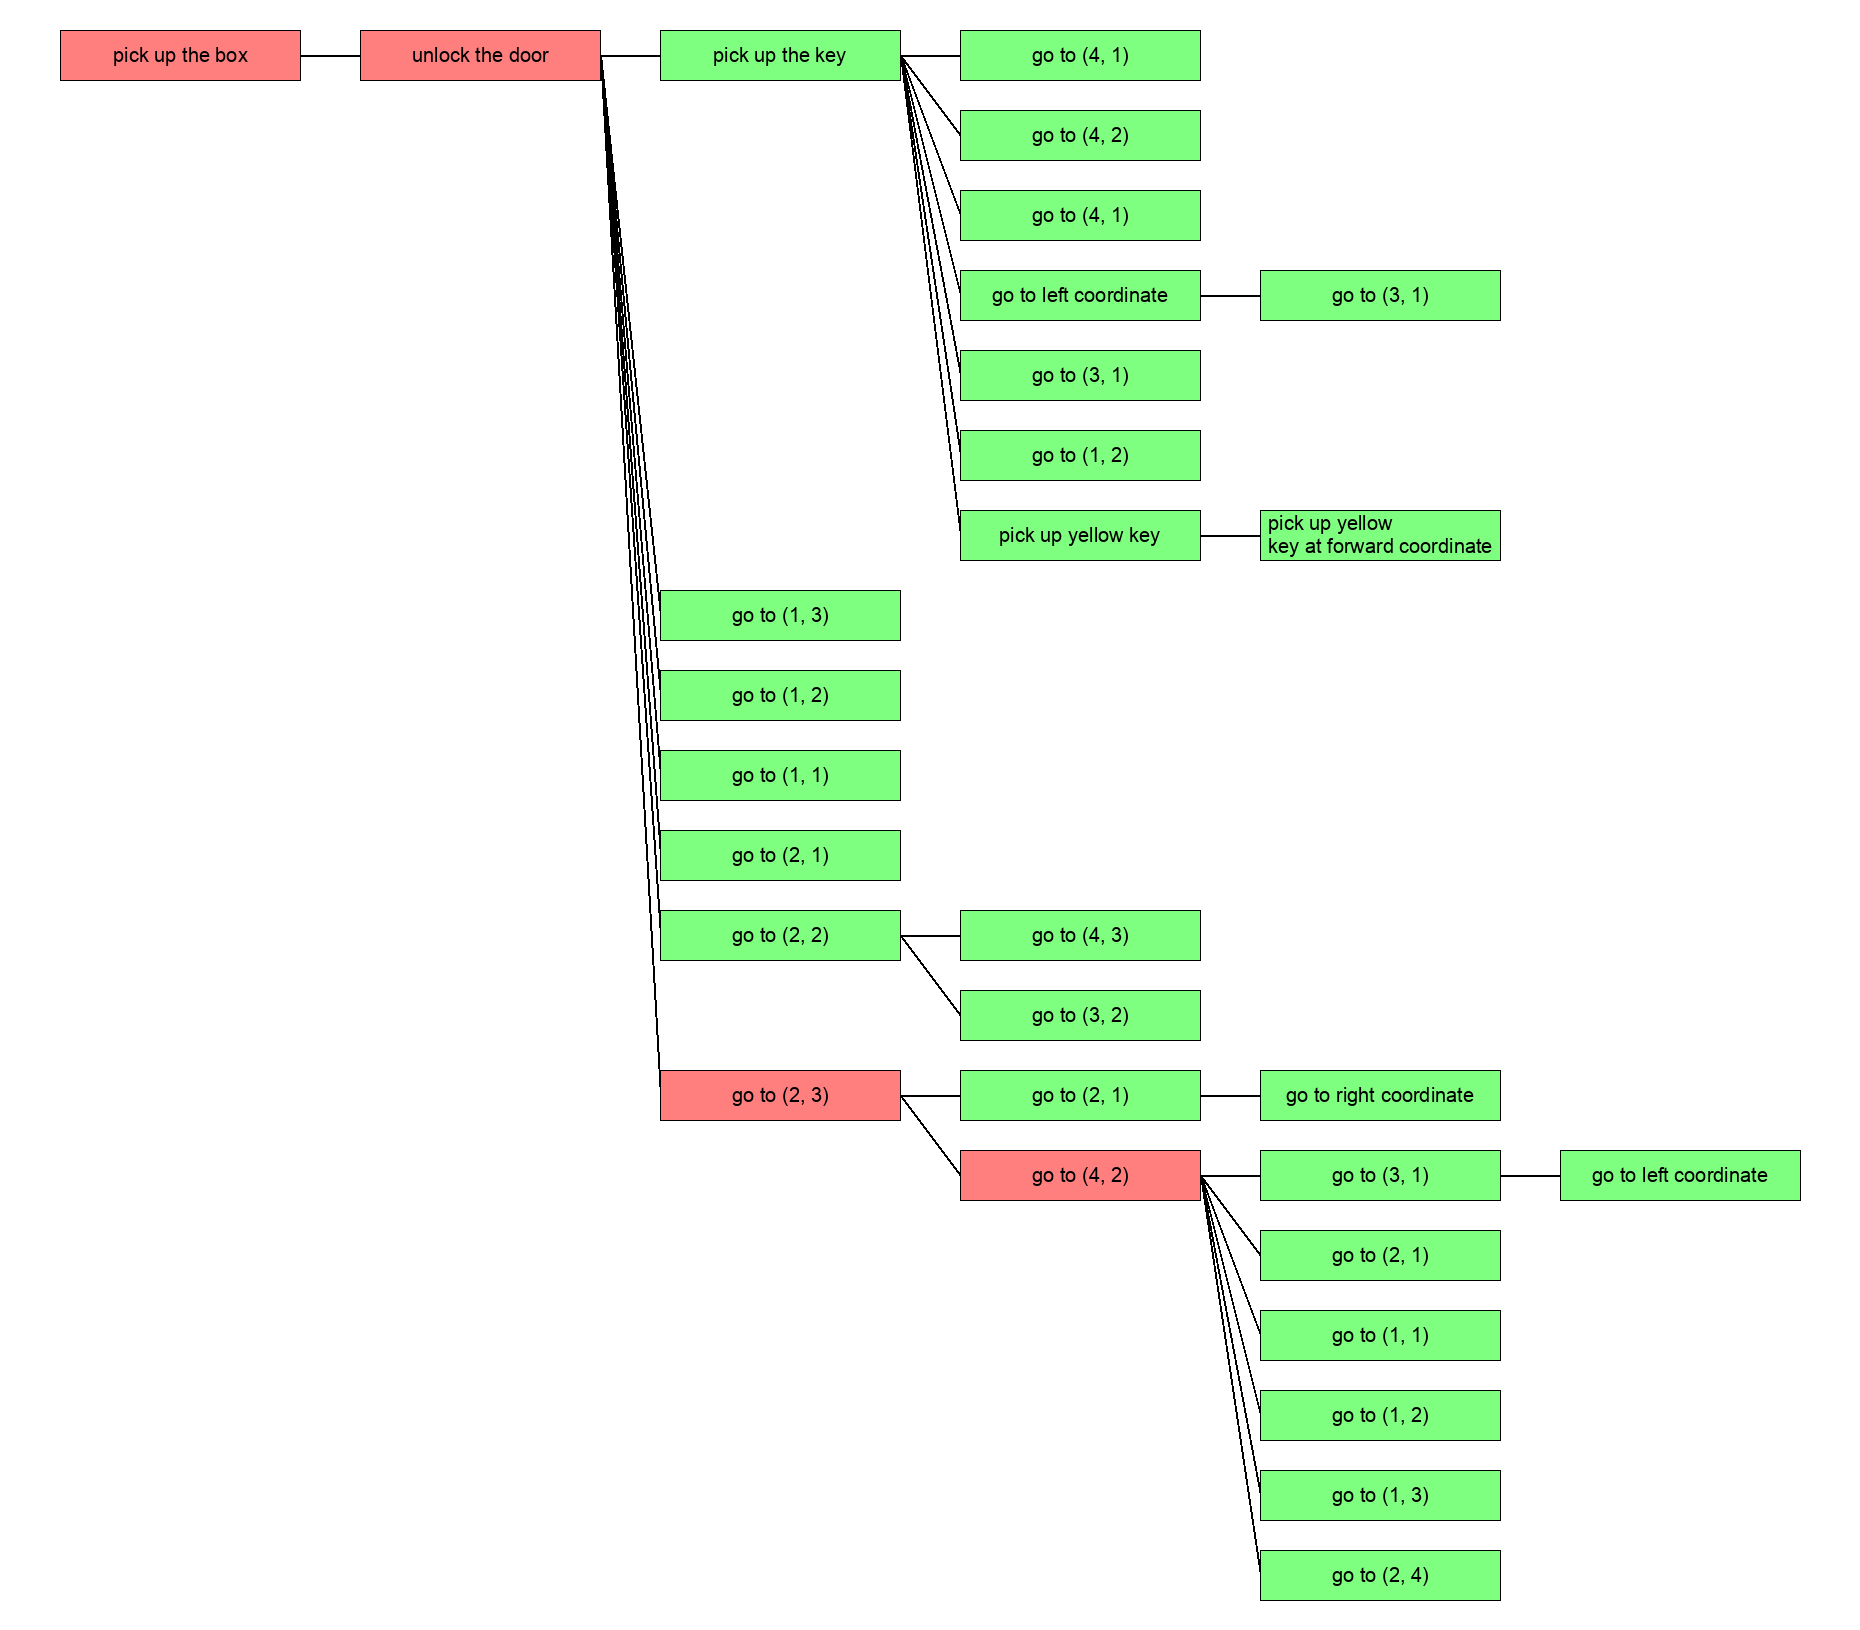 pick up the box
unlock the door
pick up the key
go to (4, 1)
go to (4, 2)
go to (4, 1)
go to left coordinate
go to (3, 1)
go to (3, 1)
go to (1, 2)
pick up yellow key
pick up yellow
key at forward coordinate
go to (1, 3)
go to (1, 2)
go to (1, 1)
go to (2, 1)
go to (2, 2)
go to (4, 3)
go to (3, 2)
go to (2, 3)
go to (2, 1)
go to right coordinate
go to (4, 2)
go to (3, 1)
go to left coordinate
go to (2, 1)
go to (1, 1)
go to (1, 2)
go to (1, 3)
go to (2, 4)